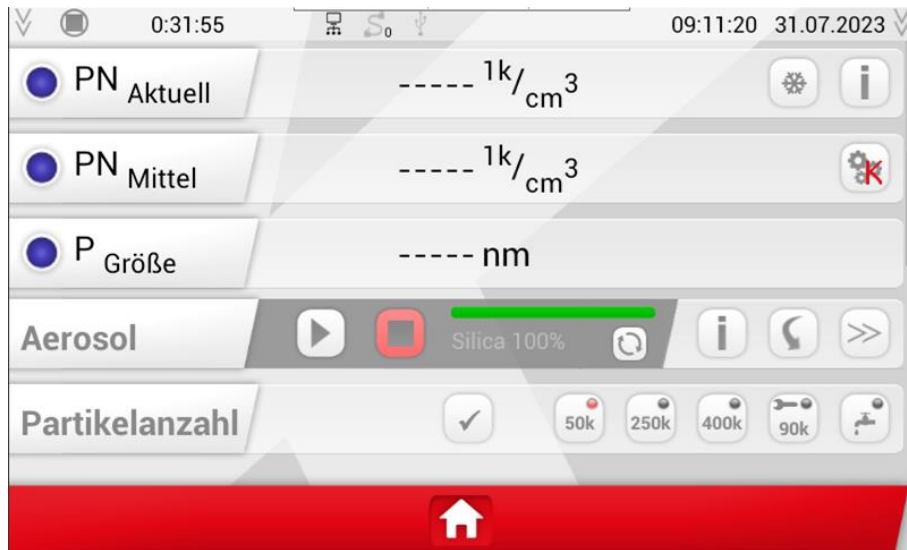 0:31:55 S₀ 09:11:20 31.07.2023
PN Aktuell ----- 1k/cm³ i
PN Mittel ----- 1k/cm³ K
P Größe ----- nm
Aerosol Silica 100% i >>
Partikelanzahl 50k 250k 400k 90k